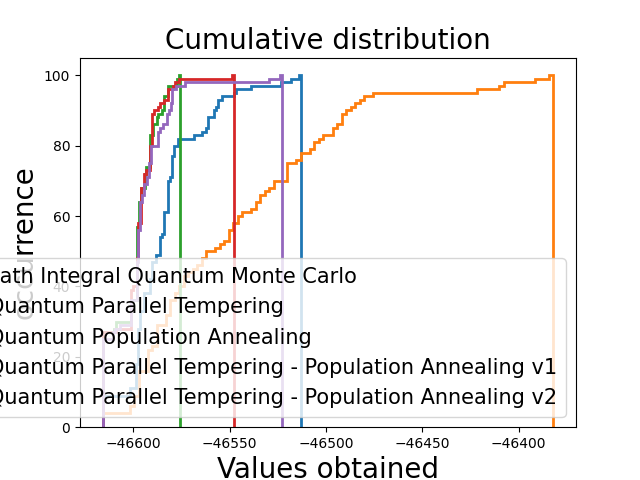 Cumulative distribution
100
80
60
40
20
0
occurrence
ath Integral Quantum Monte Carlo
Quantum Parallel Tempering
Quantum Population Annealing
Quantum Parallel Tempering - Population Annealing v1
Quantum Parallel Tempering - Population Annealing v2
−46600
−46550
−46500
−46450
−46400
Values obtained